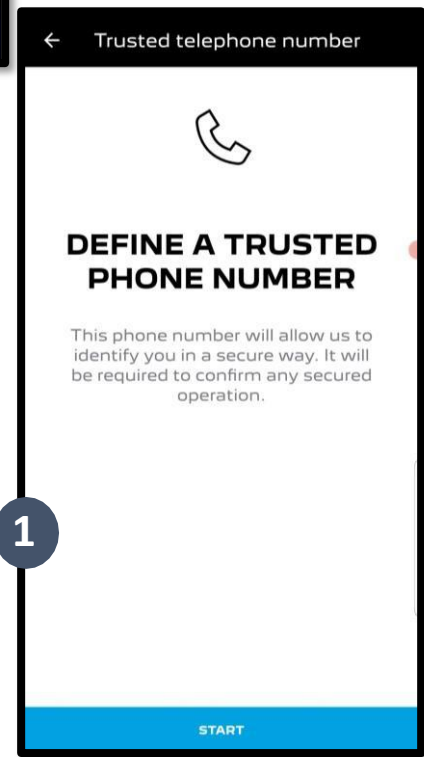 Trusted telephone number
DEFINE A TRUSTED
PHONE NUMBER
This phone number will allow us to
identify you in a secure way. It will
be required to confirm any secured
operation.
1
START